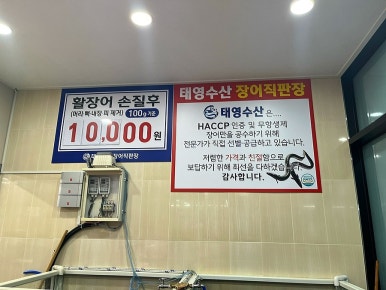 활장어 손질후
(머리 뼈·내장 피 제거) 100g 기준
10,000원
장어직판장
태영수산 장어직판장
태영수산은....
HACCP 인증 및 무항생제
장어만을 공수하기 위해
전문가가 직접 선별·공급하고 있습니다.
저렴한 가격과 친절함으로
보답하기 위해 최선을 다하겠습니다
감사합니다.